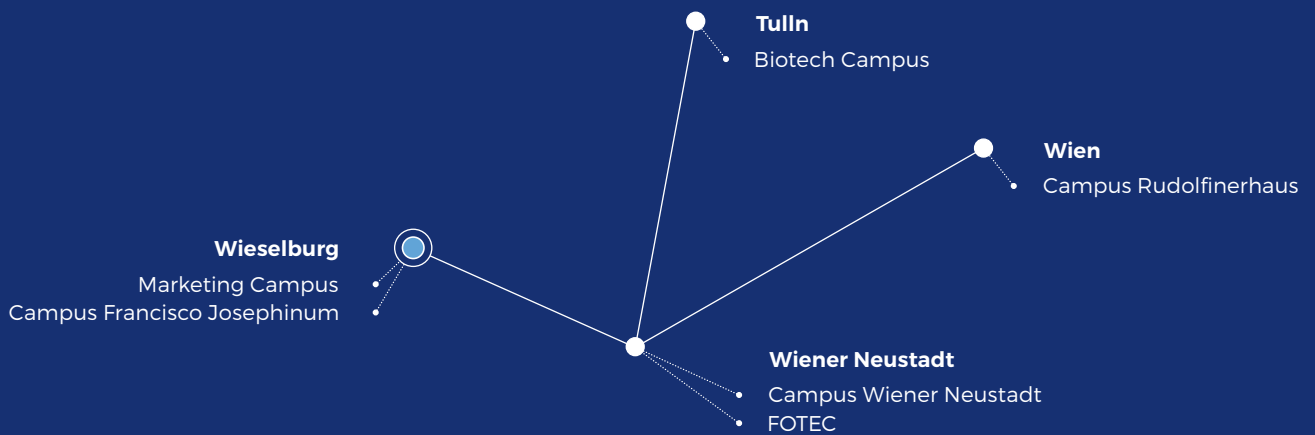 Tulln
Biotech Campus
Wien
Campus Rudolfinerhaus
Wieselburg
Marketing Campus
Campus Francisco Josephinum
Wiener Neustadt
Campus Wiener Neustadt
FOTEC